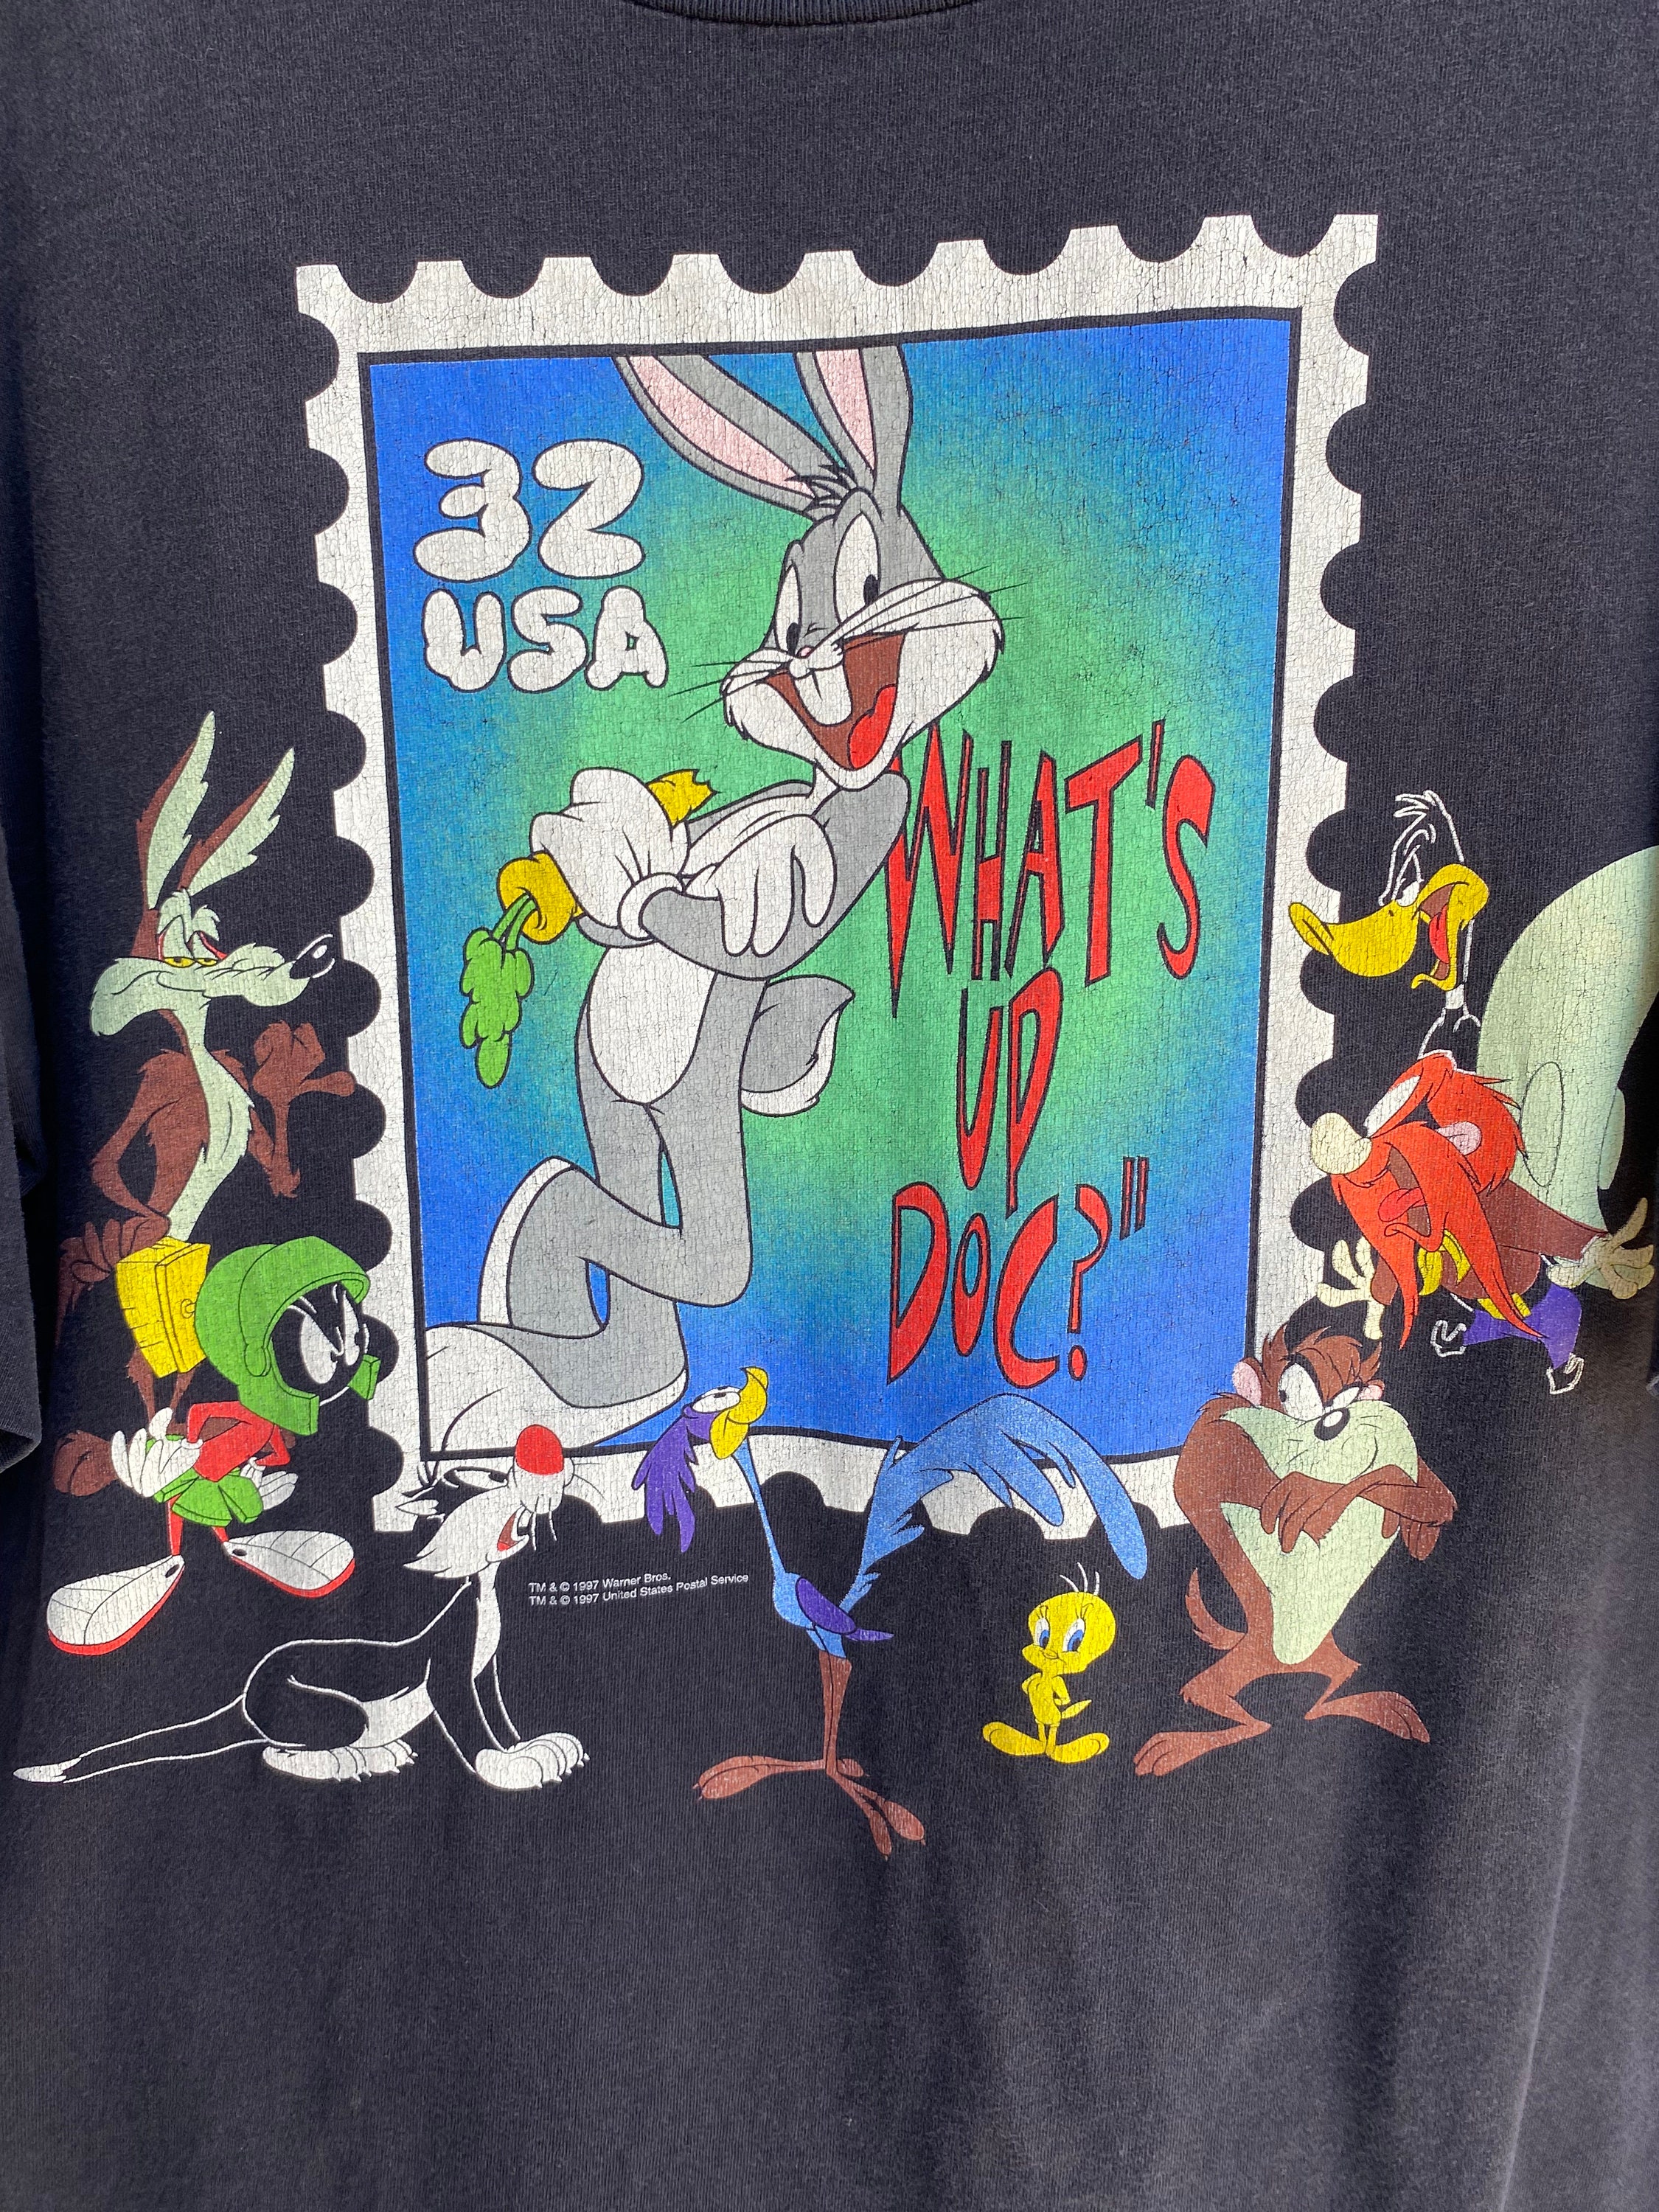 32
USA
WHAT'S
UP
DOC?"
TM & © 1997 Warner Bros.
TM & © 1997 United States Postal Service